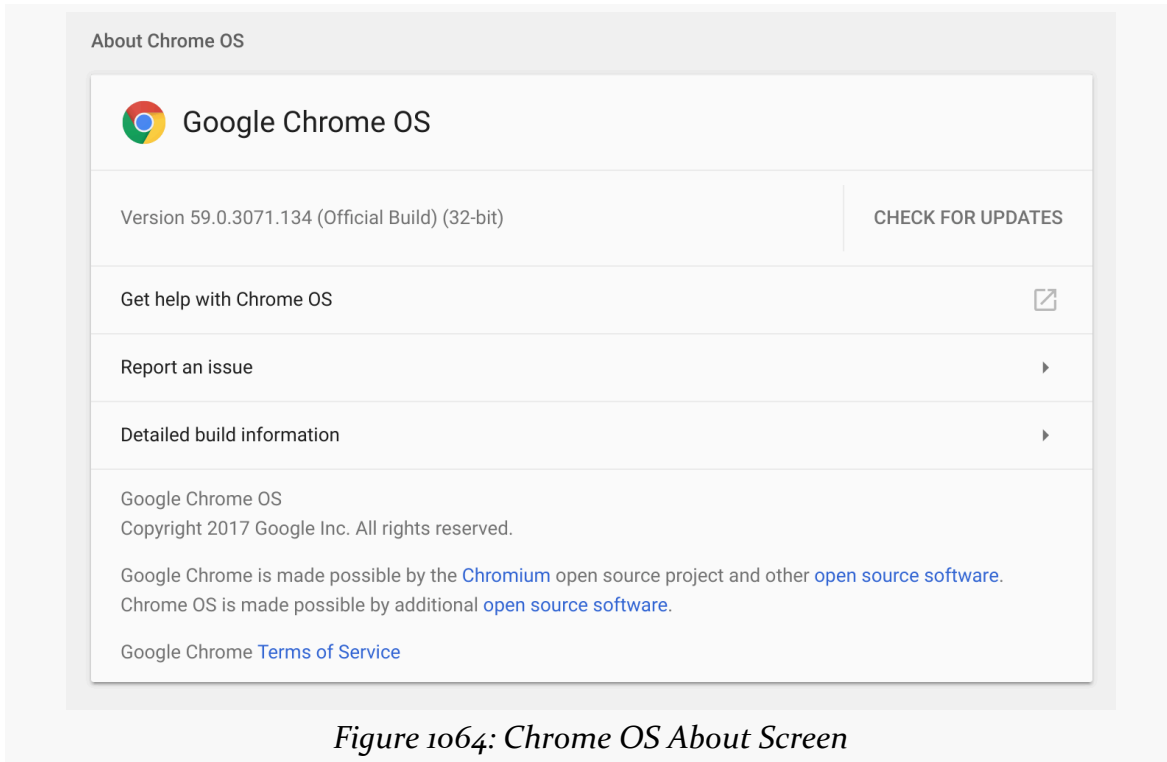 About Chrome OS
Google Chrome OS
Version 59.0.3071.134 (Official Build) (32-bit)
CHECK FOR UPDATES
Get help with Chrome OS
Report an issue
Detailed build information
Google Chrome OS
Copyright 2017 Google Inc. All rights reserved.
Google Chrome is made possible by the Chromium open source project and other open source software.
Chrome OS is made possible by additional open source software.
Google Chrome Terms of Service
Figure 1064: Chrome OS About Screen